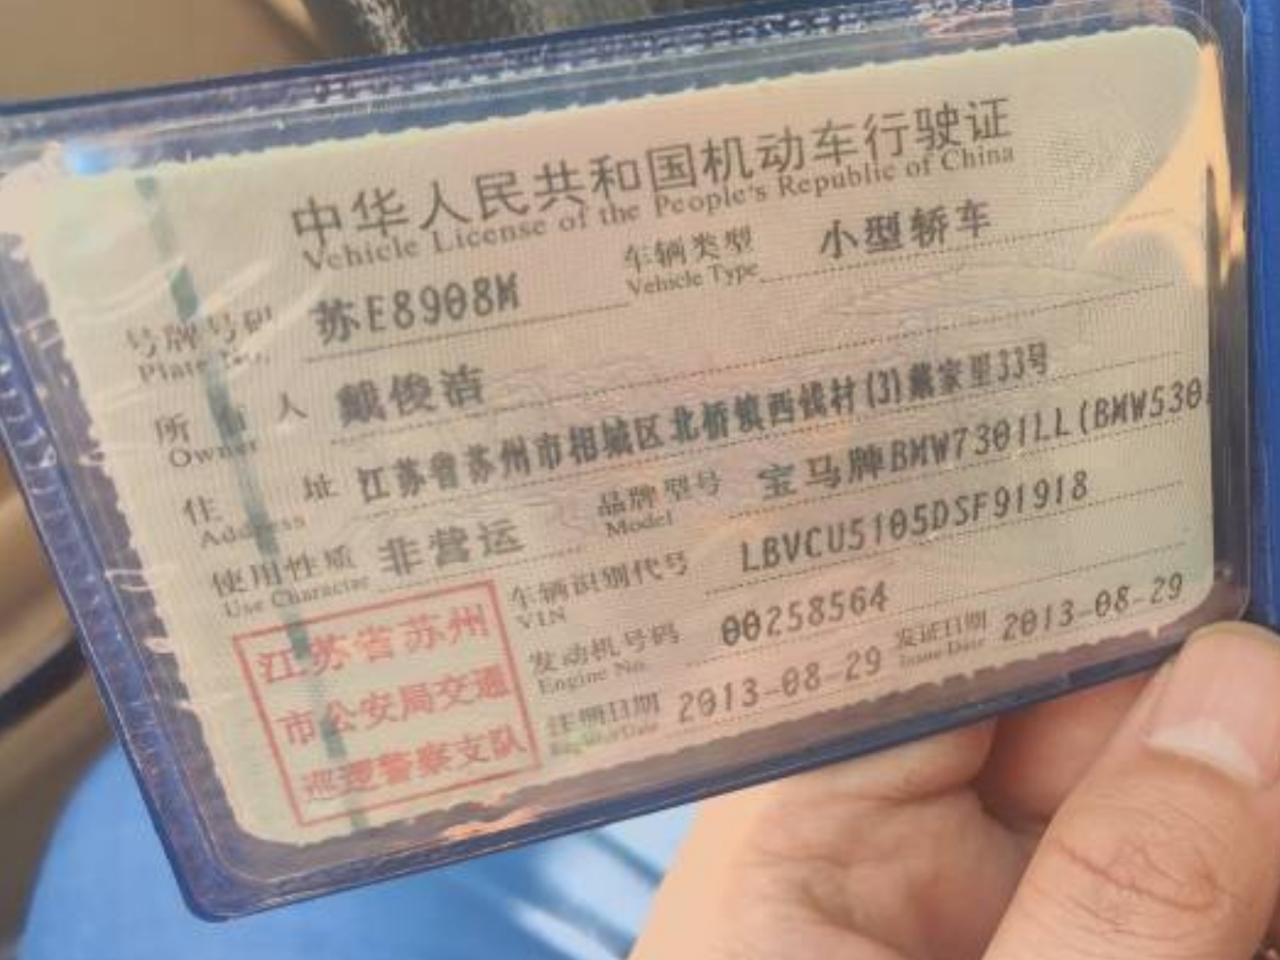 中华人民共和国机动车行驶证
Vehicle License of the People's Republic of China
号牌号码 苏E8908M 车辆类型 小型轿车
Plate No. Vehicle Type
所有人 戴俊洁
Owner
住址 江苏省苏州市相城区北桥镇西钱村(3)戴家里33号
Address
使用性质 非营运 品牌型号 宝马牌BMW7301LL(BMW530
Use Character Model
车辆识别代号 LBVCU5105DSF91918
VIN
发动机号码 00258564
Engine No.
注册日期 2013-08-29 发证日期 2013-08-29
Register Date Issue Date
江苏省苏州
市公安局交通
巡逻警察支队